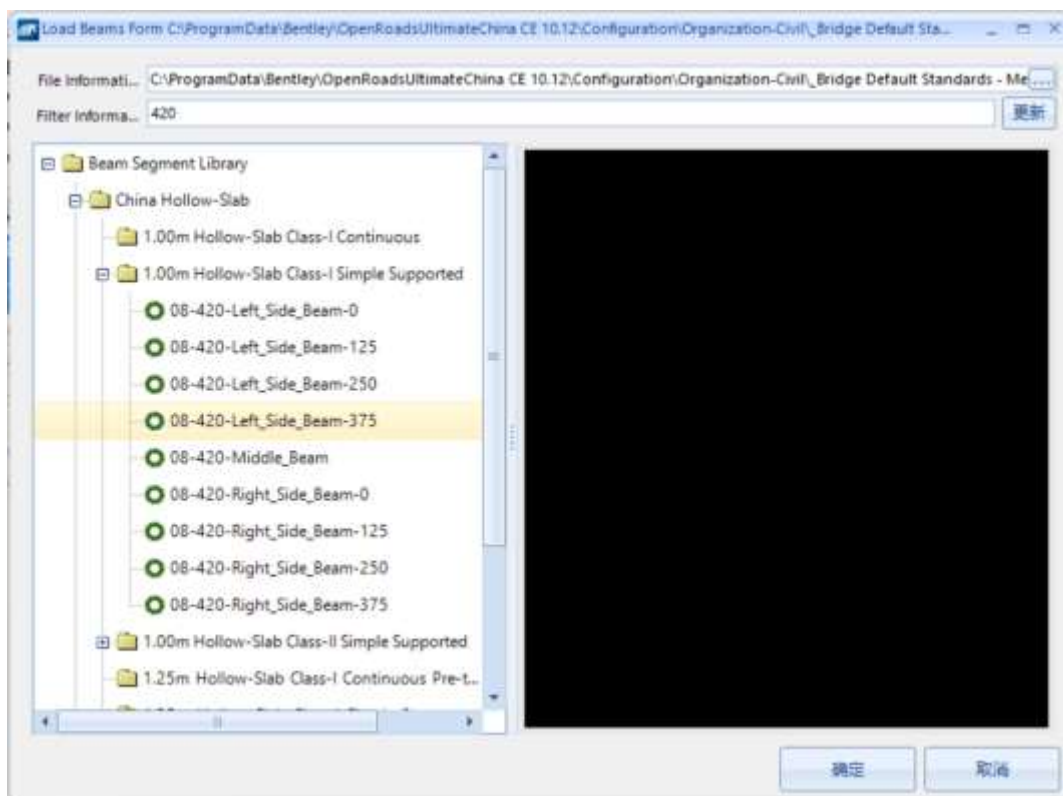 Load Beams Form C:\ProgramData\Bentley\OpenRoadsUltimateChina CE 10.12\Configuration\Organization-Civil\_Bridge Default Sta...
File Informati... C:\ProgramData\Bentley\OpenRoadsUltimateChina CE 10.12\Configuration\Organization-Civil\_Bridge Default Standards - Me ...
Filter Informa... 420 更新
Beam Segment Library
China Hollow-Slab
1.00m Hollow-Slab Class-I Continuous
1.00m Hollow-Slab Class-I Simple Supported
08-420-Left_Side_Beam-0
08-420-Left_Side_Beam-125
08-420-Left_Side_Beam-250
08-420-Left_Side_Beam-375
08-420-Middle_Beam
08-420-Right_Side_Beam-0
08-420-Right_Side_Beam-125
08-420-Right_Side_Beam-250
08-420-Right_Side_Beam-375
1.00m Hollow-Slab Class-II Simple Supported
1.25m Hollow-Slab Class-I Continuous Pre-t...
确定 取消